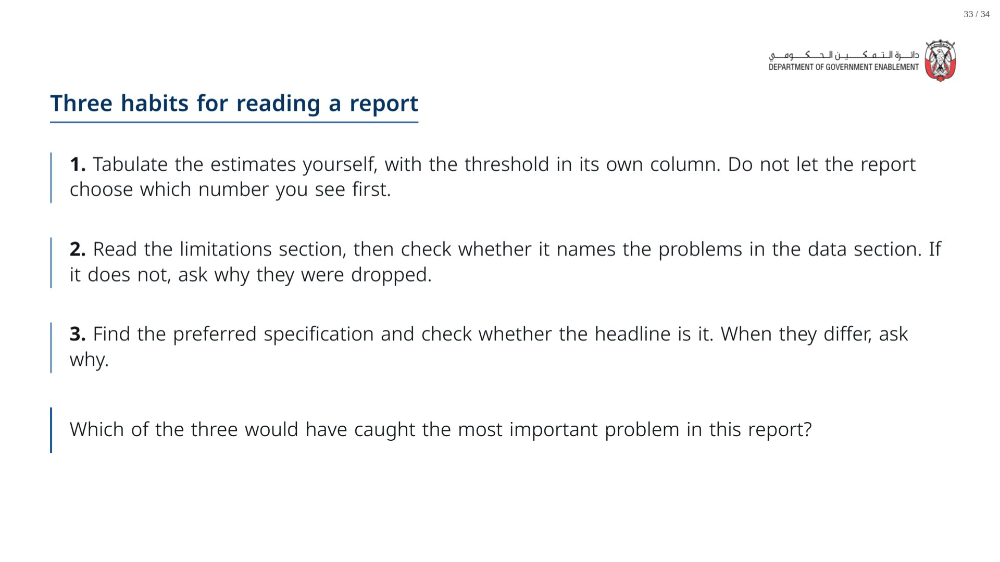 33 / 34
دائرة التمكين الحكومي
DEPARTMENT OF GOVERNMENT ENABLEMENT
Three habits for reading a report
1. Tabulate the estimates yourself, with the threshold in its own column. Do not let the report
choose which number you see first.
2. Read the limitations section, then check whether it names the problems in the data section. If
it does not, ask why they were dropped.
3. Find the preferred specification and check whether the headline is it. When they differ, ask
why.
Which of the three would have caught the most important problem in this report?